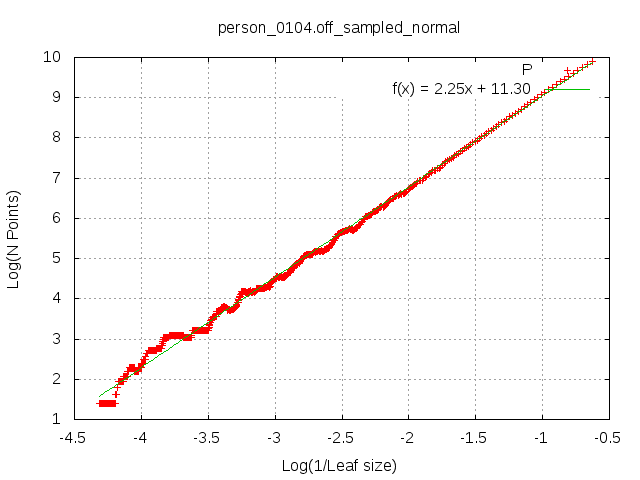 person_0104.off_sampled_normal
10
9
8
7
6
5
4
3
2
1
Log(N Points)
P
f(x) = 2.25x + 11.30
-4.5 -4 -3.5 -3 -2.5 -2 -1.5 -1 -0.5
Log(1/Leaf size)